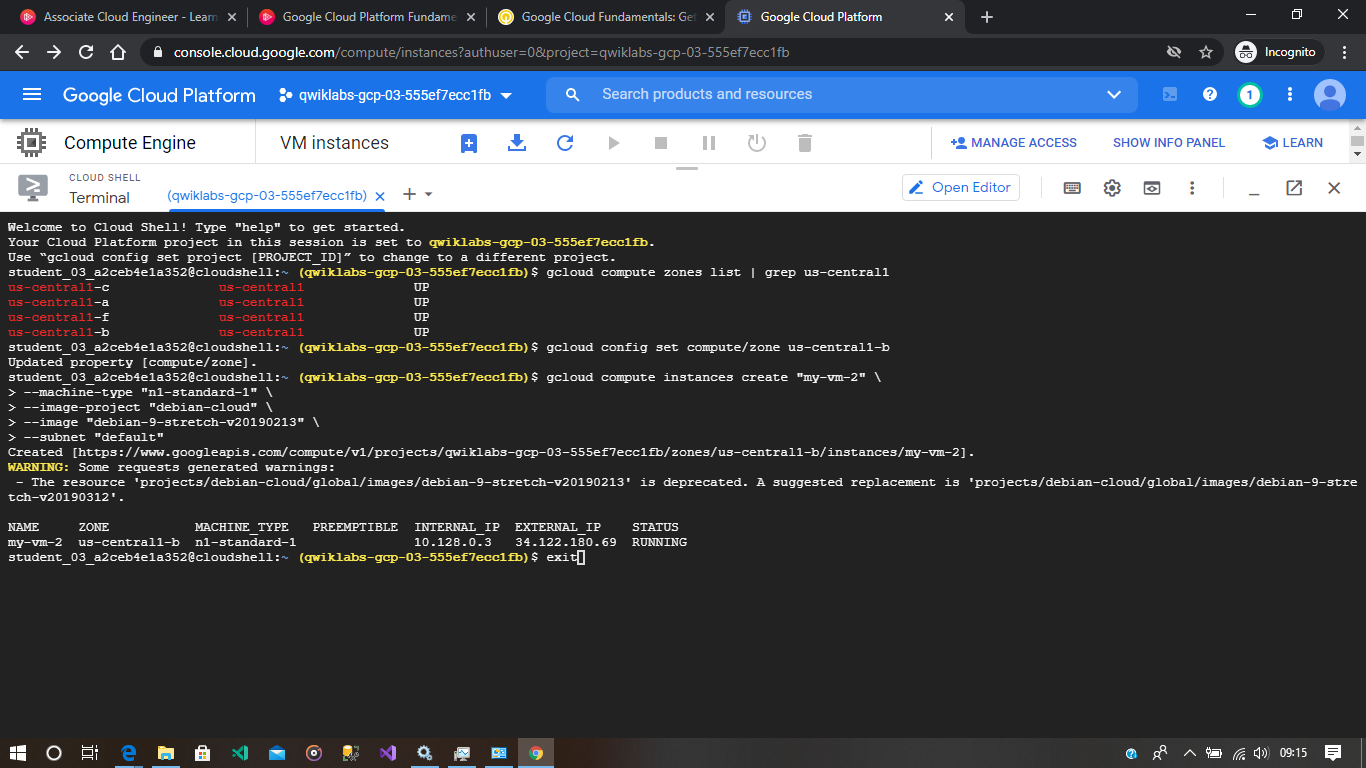 Associate Cloud Engineer - Learn
Google Cloud Platform Fundame
Google Cloud Fundamentals: Get
Google Cloud Platform
console.cloud.google.com/compute/instances?authuser=0&project=qwiklabs-gcp-03-555ef7ecc1fb
Incognito
Google Cloud Platform
qwiklabs-gcp-03-555ef7ecc1fb
Search products and resources
1
Compute Engine
VM instances
MANAGE ACCESS
SHOW INFO PANEL
LEARN
CLOUD SHELL
Terminal
(qwiklabs-gcp-03-555ef7ecc1fb)
Open Editor
Welcome to Cloud Shell! Type "help" to get started.
Your Cloud Platform project in this session is set to qwiklabs-gcp-03-555ef7ecc1fb.
Use “gcloud config set project [PROJECT_ID]” to change to a different project.
student_03_a2ceb4e1a352@cloudshell:~ (qwiklabs-gcp-03-555ef7ecc1fb)$ gcloud compute zones list | grep us-central1
us-central1-c us-central1 UP
us-central1-a us-central1 UP
us-central1-f us-central1 UP
us-central1-b us-central1 UP
student_03_a2ceb4e1a352@cloudshell:~ (qwiklabs-gcp-03-555ef7ecc1fb)$ gcloud config set compute/zone us-central1-b
Updated property [compute/zone].
student_03_a2ceb4e1a352@cloudshell:~ (qwiklabs-gcp-03-555ef7ecc1fb)$ gcloud compute instances create "my-vm-2" \
> --machine-type "n1-standard-1" \
> --image-project "debian-cloud" \
> --image "debian-9-stretch-v20190213" \
> --subnet "default"
Created [https://www.googleapis.com/compute/v1/projects/qwiklabs-gcp-03-555ef7ecc1fb/zones/us-central1-b/instances/my-vm-2].
WARNING: Some requests generated warnings:
- The resource 'projects/debian-cloud/global/images/debian-9-stretch-v20190213' is deprecated. A suggested replacement is 'projects/debian-cloud/global/images/debian-9-stre
tch-v20190312'.
NAME ZONE MACHINE_TYPE PREEMPTIBLE INTERNAL_IP EXTERNAL_IP STATUS
my-vm-2 us-central1-b n1-standard-1 10.128.0.3 34.122.180.69 RUNNING
student_03_a2ceb4e1a352@cloudshell:~ (qwiklabs-gcp-03-555ef7ecc1fb)$ exit
09:15